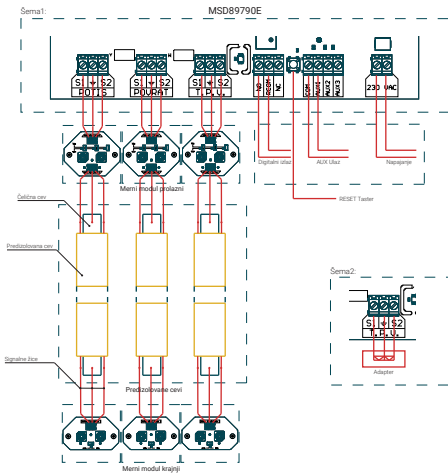 Šema1:
MSD89790E
S1 S2
POTIS
S1 S2
POVRAT
S1 S2
T.P.V.
NO
RCOM
NC
COM
AUX1
AUX2
AUX3
230 VAC
Digitalni izlaz
AUX Ulaz
Napajanje
Merni modul prolazni
RESET Taster
Čelična cev
Predizolovana cev
Šema2:
S1 S2
T.P.V.
Adapter
Signalne žice
Predizolovane cevi
Merni modul krajnji